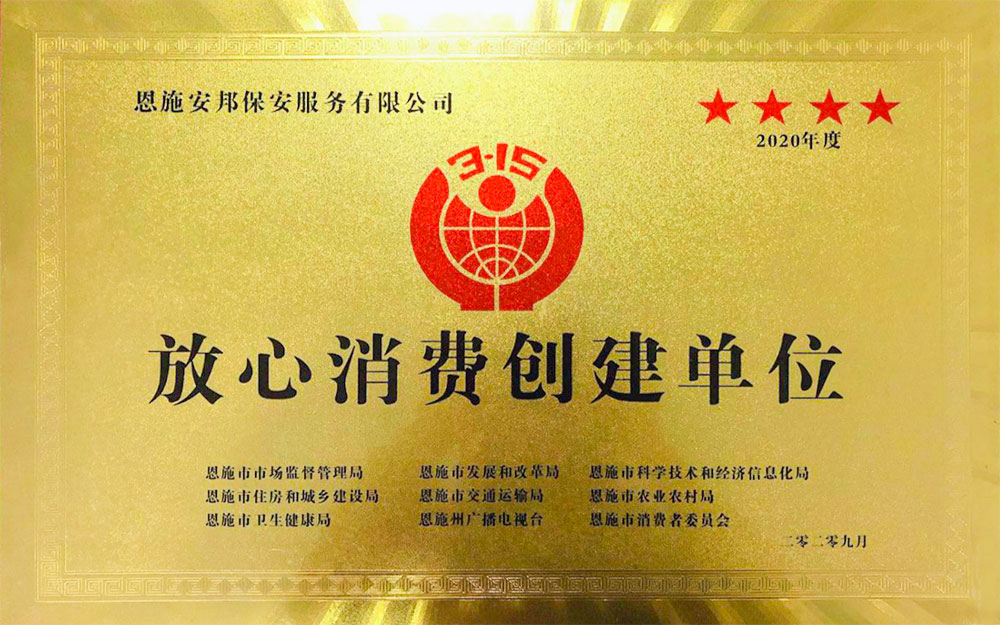 恩施安邦保安服务有限公司
2020年度
3·15
放心消费创建单位
恩施市市场监督管理局 恩施市发展和改革局 恩施市科学技术和经济信息化局
恩施市住房和城乡建设局 恩施市交通运输局 恩施市农业农村局
恩施市卫生健康局 恩施州广播电视台 恩施市消费者委员会
二零二零九月